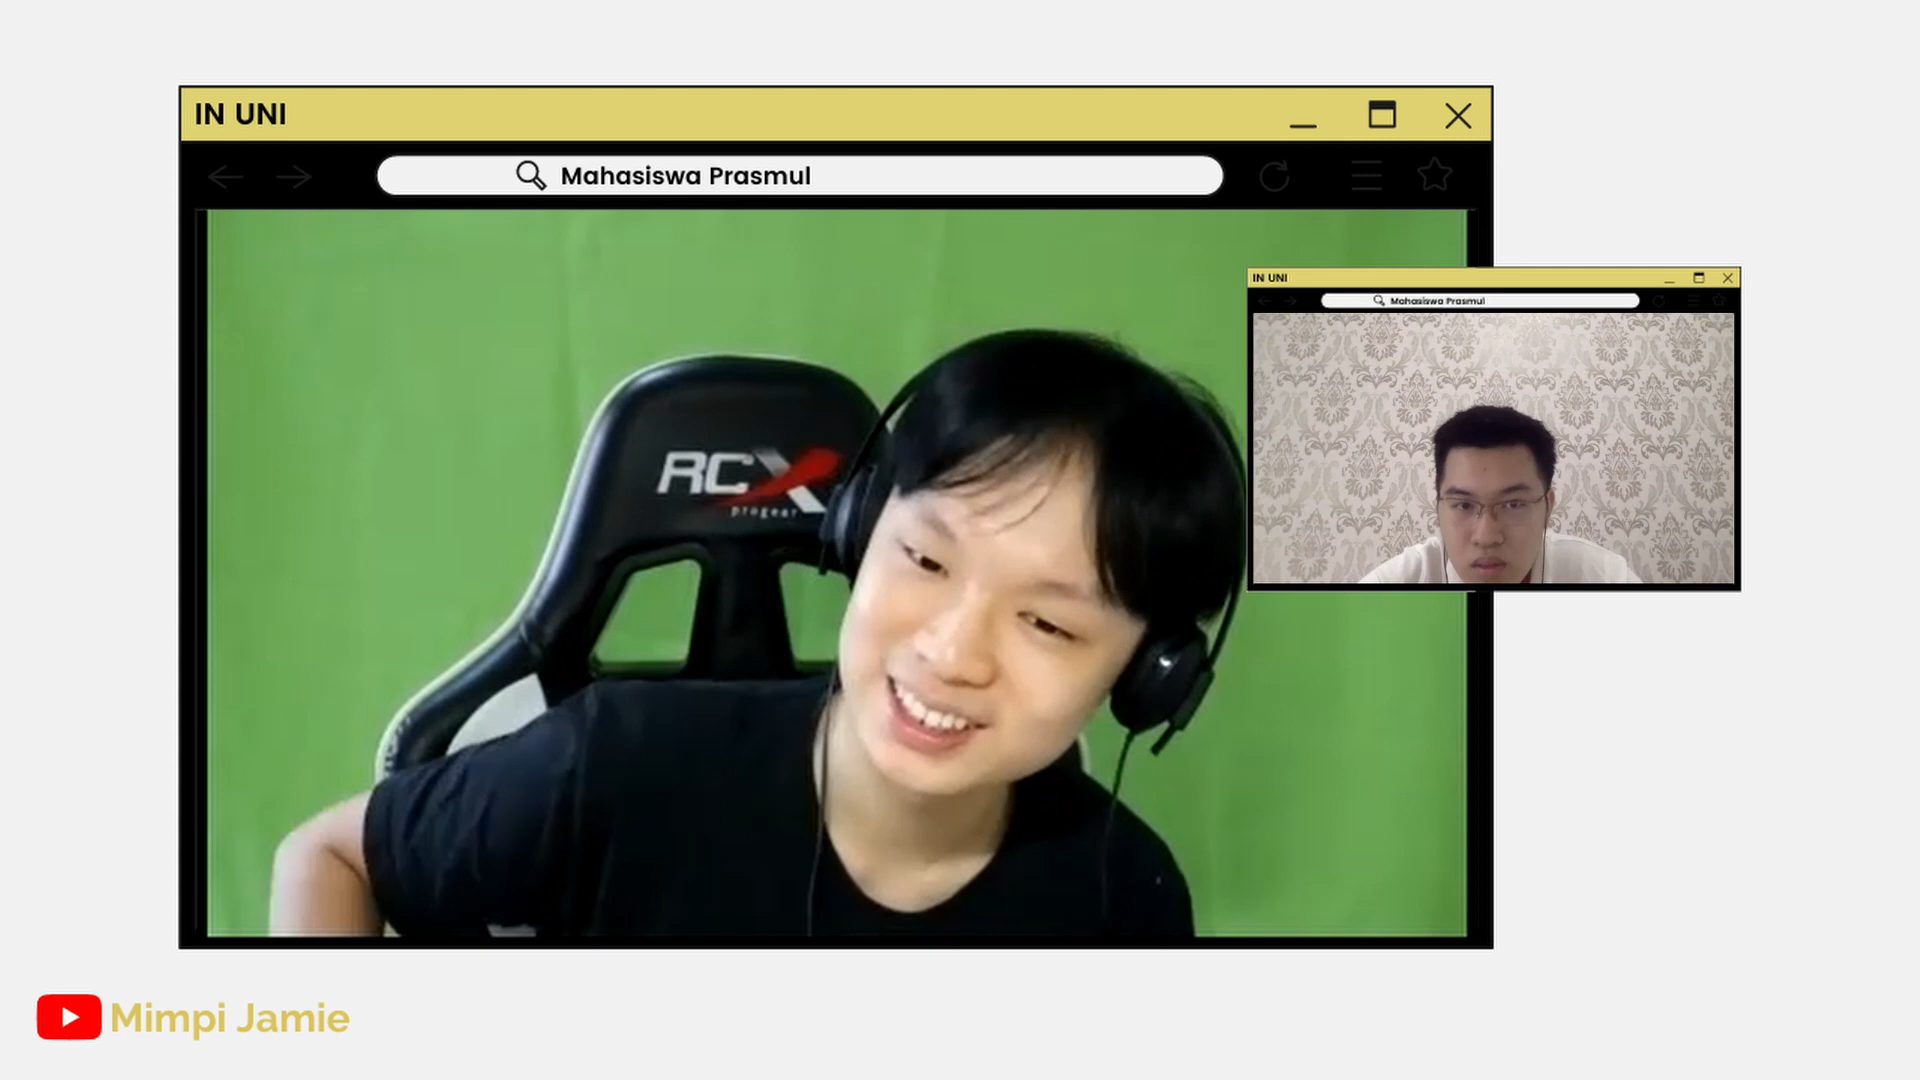 IN UNI
Mahasiswa Prasmul
IN UNI
Mahasiswa Prasmul
RCX
progear
Mimpi Jamie